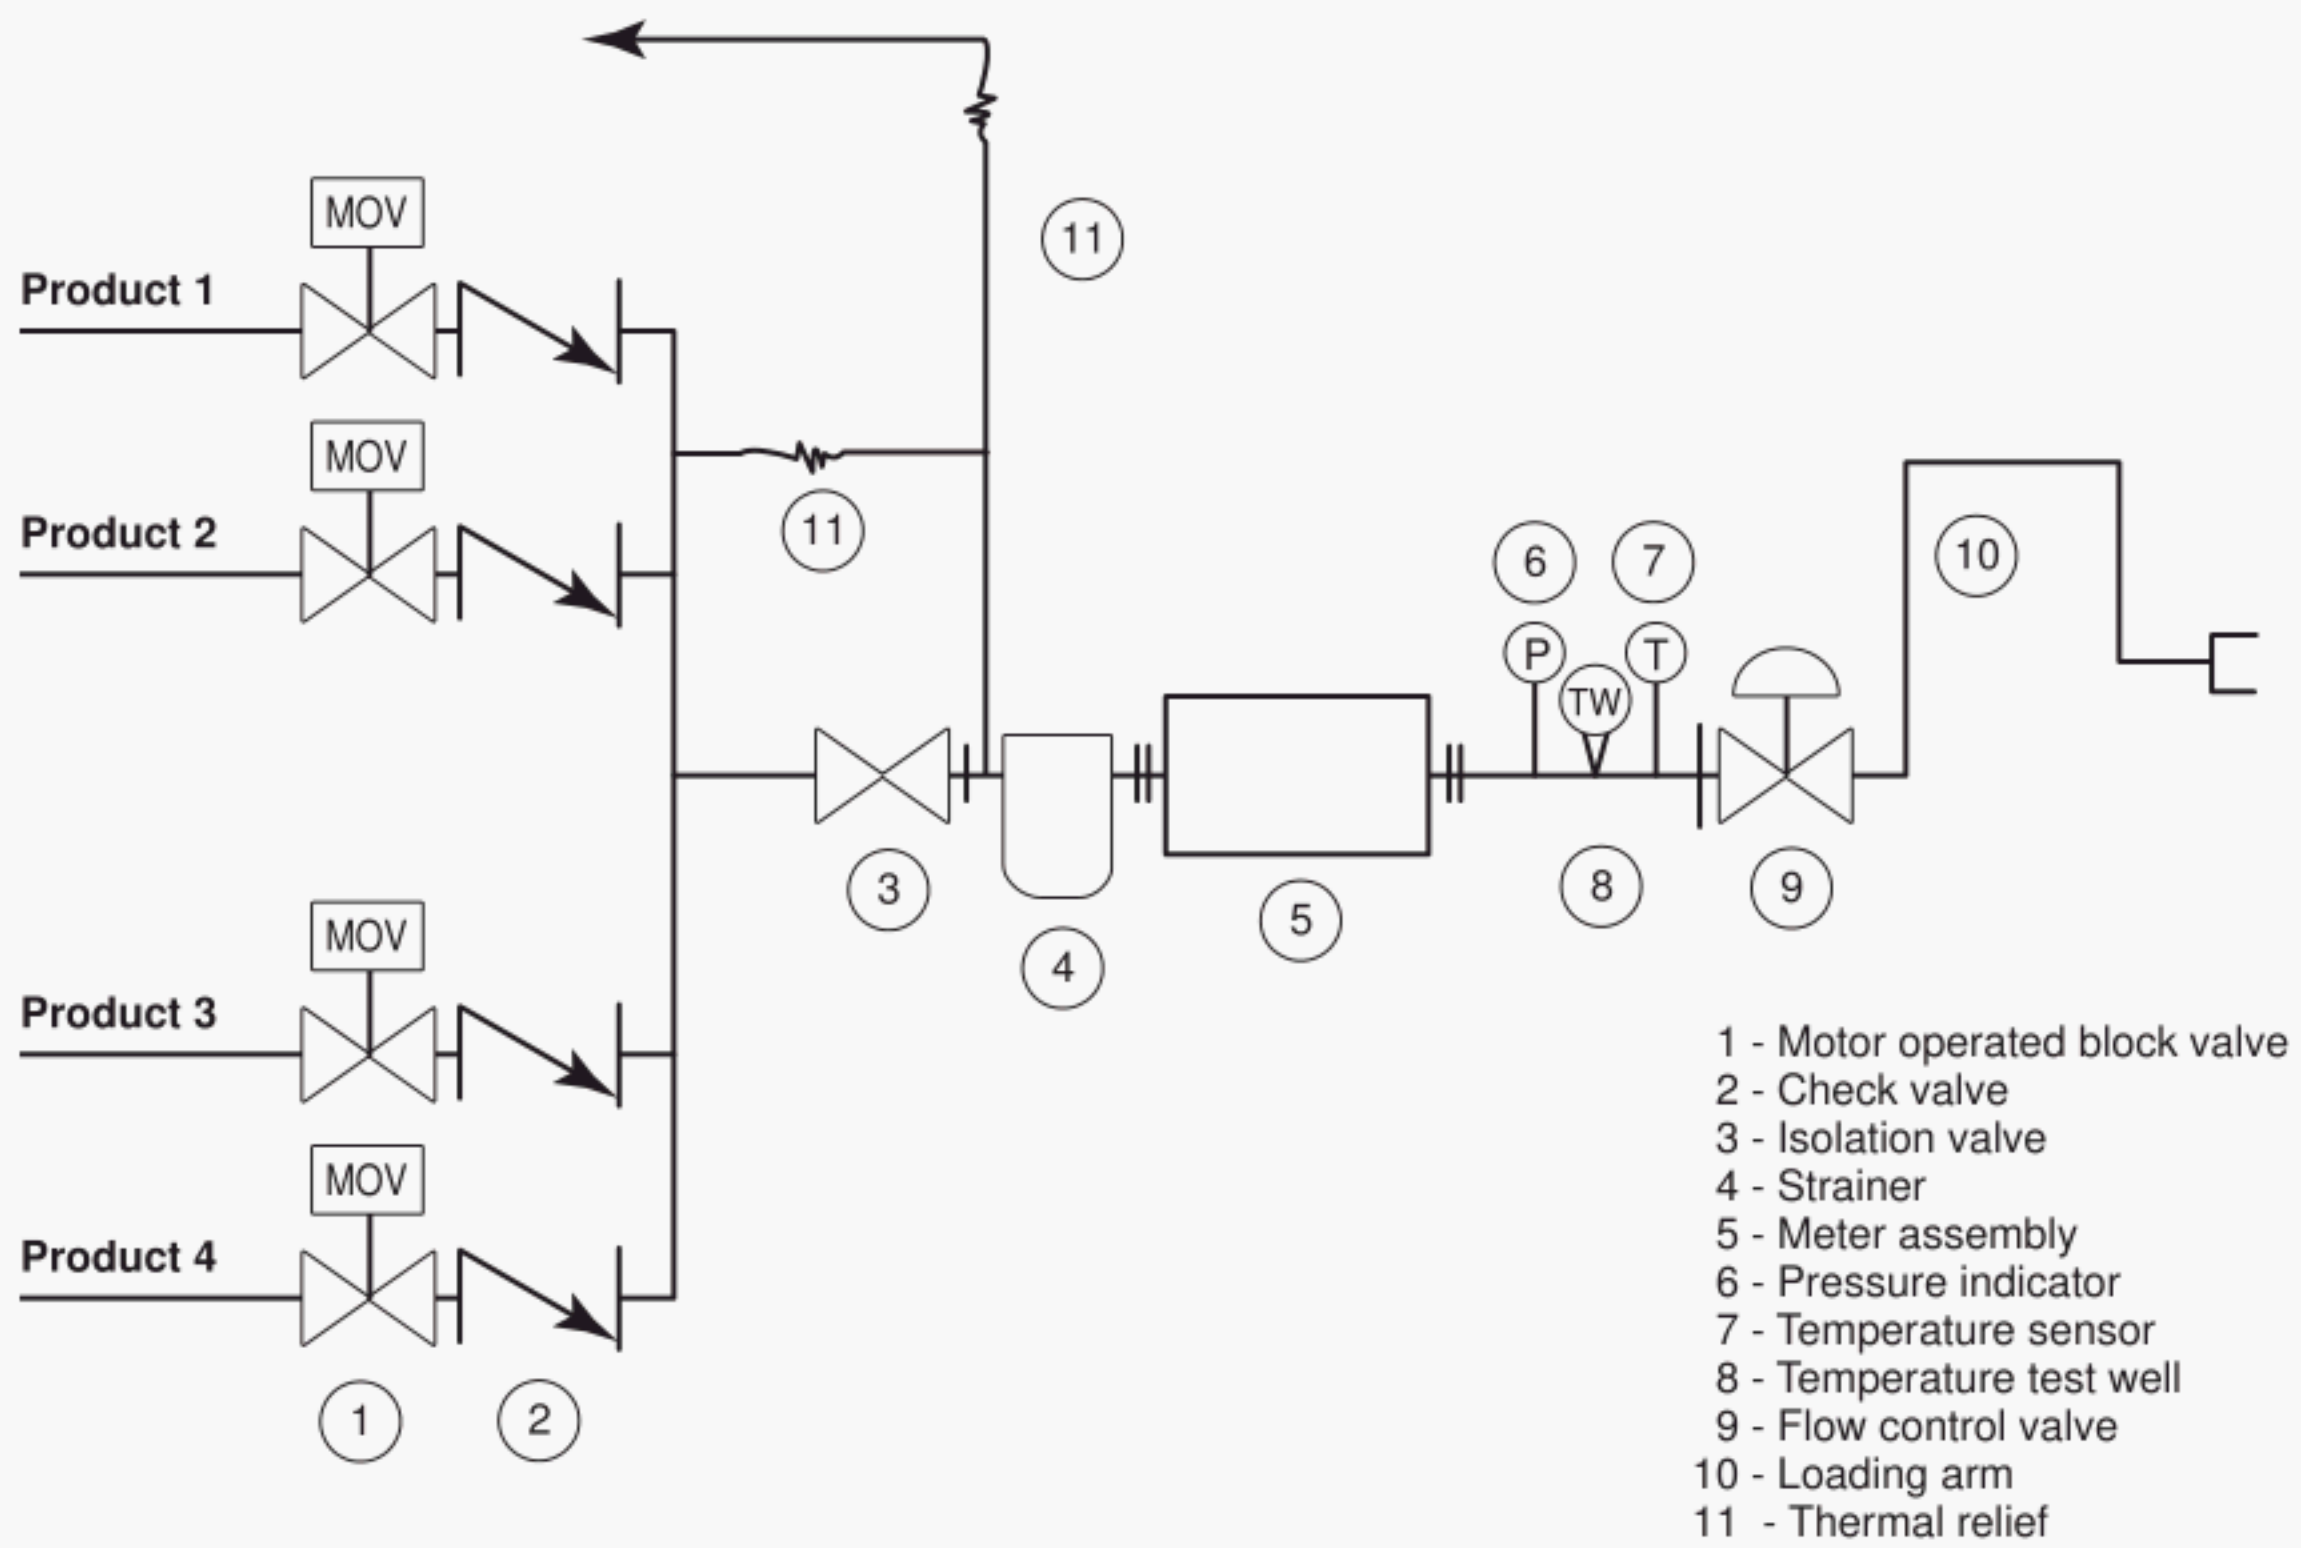 MOV
11
Product 1
MOV
11
Product 2
6
7
10
P
T
TW
3
8
9
5
MOV
4
Product 3
1 - Motor operated block valve
2 - Check valve
3 - Isolation valve
MOV
4 - Strainer
5 - Meter assembly
Product 4
6 - Pressure indicator
7 - Temperature sensor
8 - Temperature test well
1
2
9 - Flow control valve
10 - Loading arm
11 - Thermal relief